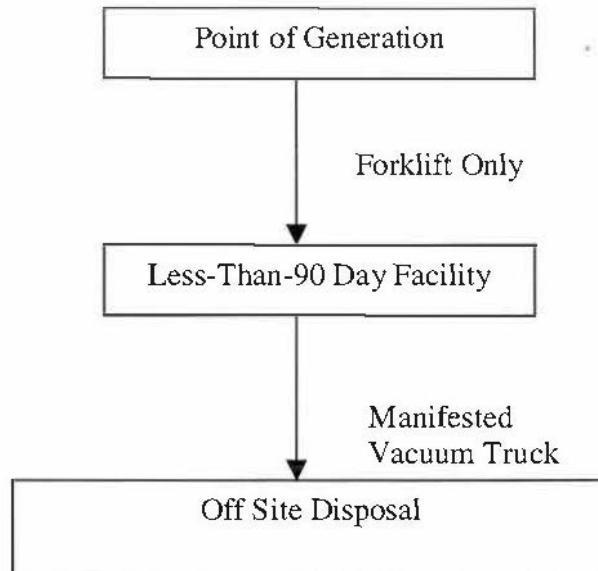 Point of Generation
Forklift Only
Less-Than-90 Day Facility
Manifested
Vacuum Truck
Off Site Disposal